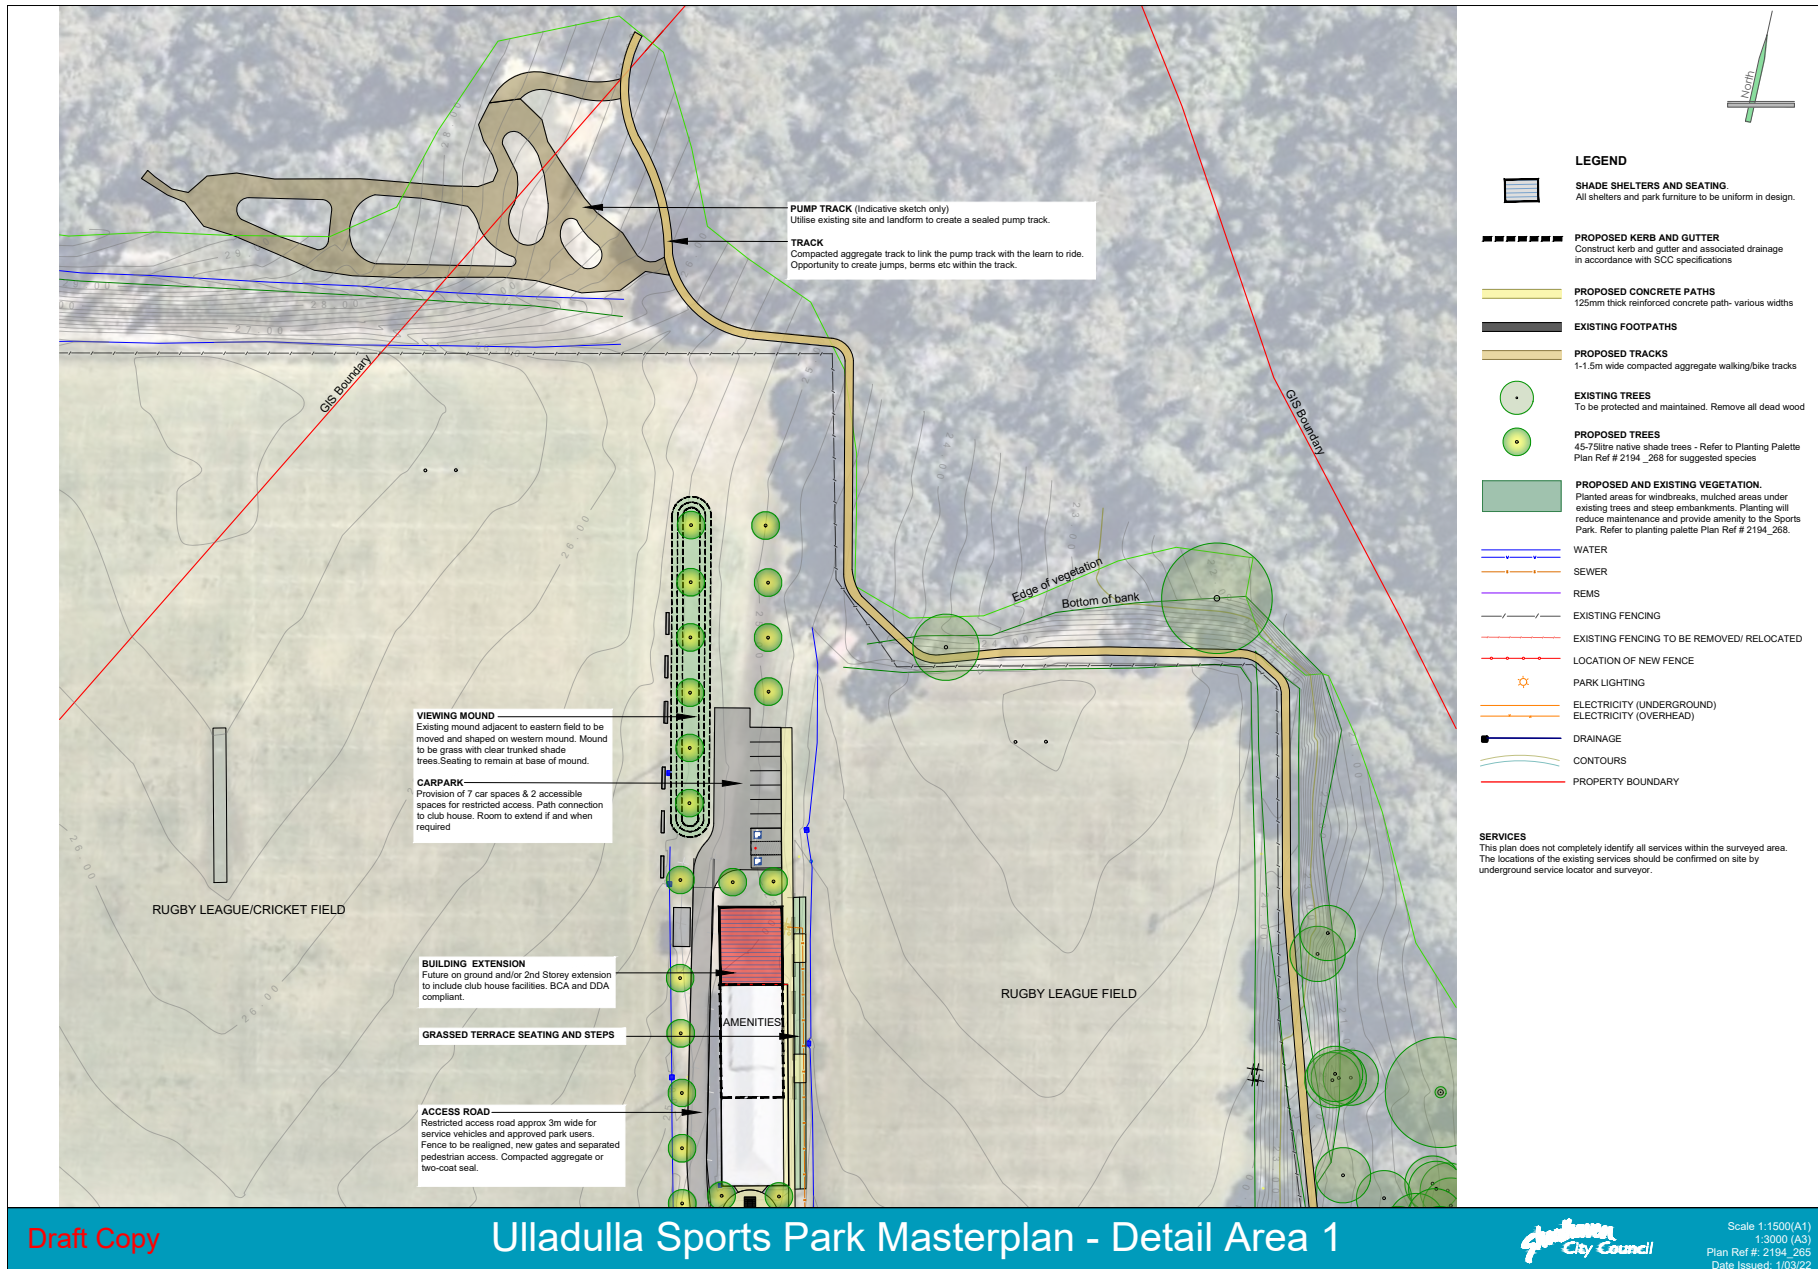 North
LEGEND
SHADE SHELTERS AND SEATING.
All shelters and park furniture to be uniform in design.
PROPOSED KERB AND GUTTER
Construct kerb and gutter and associated drainage
in accordance with SCC specifications
PROPOSED CONCRETE PATHS
125mm thick reinforced concrete path- various widths
EXISTING FOOTPATHS
PROPOSED TRACKS
1-1.5m wide compacted aggregate walking/bike tracks
EXISTING TREES
To be protected and maintained. Remove all dead wood
PROPOSED TREES
45-75litre native shade trees - Refer to Planting Palette
Plan Ref # 2194 _268 for suggested species
PROPOSED AND EXISTING VEGETATION.
Planted areas for windbreaks, mulched areas under
existing trees and steep embankments. Planting will
reduce maintenance and provide amenity to the Sports
Park. Refer to planting palette Plan Ref # 2194_268.
WATER
SEWER
REMS
EXISTING FENCING
EXISTING FENCING TO BE REMOVED/ RELOCATED
LOCATION OF NEW FENCE
PARK LIGHTING
ELECTRICITY (UNDERGROUND)
ELECTRICITY (OVERHEAD)
DRAINAGE
CONTOURS
PROPERTY BOUNDARY
SERVICES
This plan does not completely identify all services within the surveyed area.
The locations of the existing services should be confirmed on site by
underground service locator and surveyor.
PUMP TRACK (Indicative sketch only)
Utilise existing site and landform to create a sealed pump track.
TRACK
Compacted aggregate track to link the pump track with the learn to ride.
Opportunity to create jumps, berms etc within the track.
GIS Boundary
GIS Boundary
Edge of vegetation
Bottom of bank
VIEWING MOUND
Existing mound adjacent to eastern field to be
moved and shaped on western mound. Mound
to be grass with clear trunked shade
trees.Seating to remain at base of mound.
CARPARK
Provision of 7 car spaces & 2 accessible
spaces for restricted access. Path connection
to club house. Room to extend if and when
required
RUGBY LEAGUE/CRICKET FIELD
BUILDING EXTENSION
Future on ground and/or 2nd Storey extension
to include club house facilities. BCA and DDA
compliant.
RUGBY LEAGUE FIELD
AMENITIES
GRASSED TERRACE SEATING AND STEPS
ACCESS ROAD
Restricted access road approx 3m wide for
service vehicles and approved park users.
Fence to be realigned, new gates and separated
pedestrian access. Compacted aggregate or
two-coat seal.
28.00
27.00
26.00
26.00
26.00
Draft Copy
Ulladulla Sports Park Masterplan - Detail Area 1
Shoalhaven
City Council
Scale 1:1500(A1)
1:3000 (A3)
Plan Ref #: 2194_265
Date Issued: 1/03/22